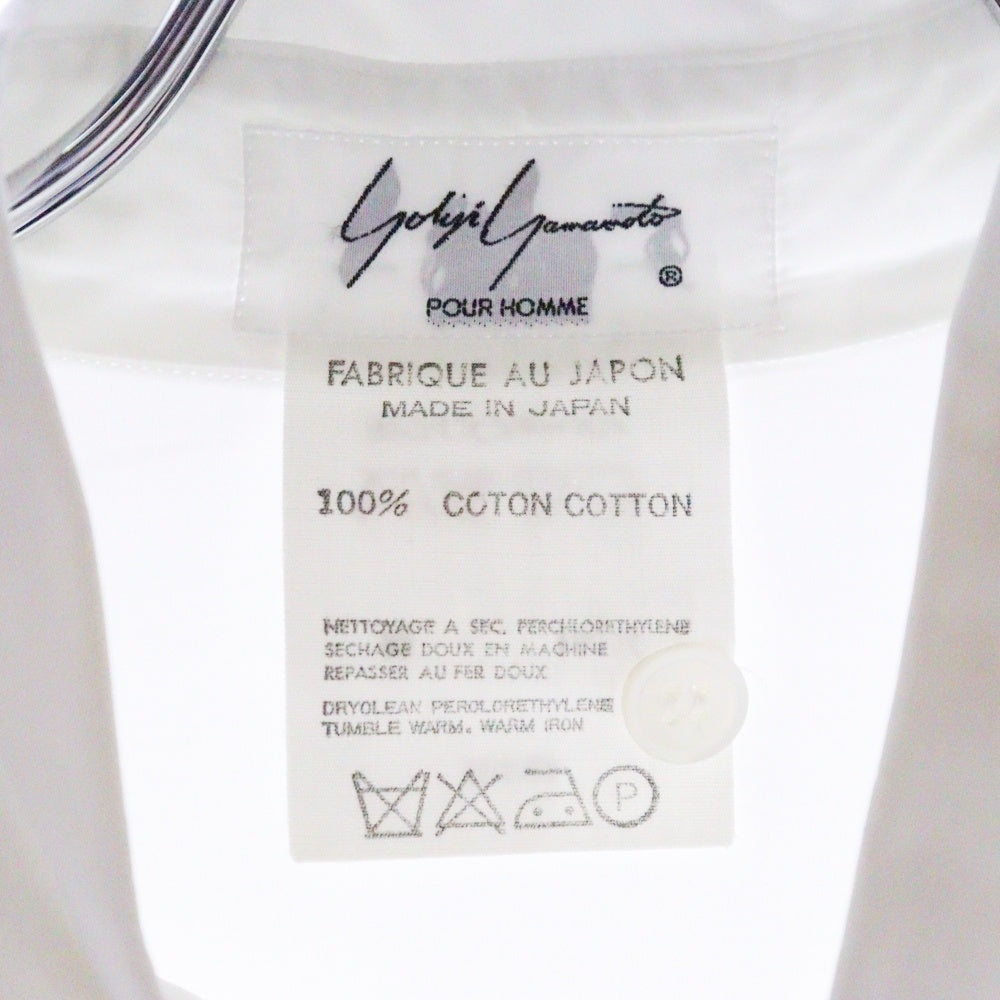 Yohji Yamamoto
®
POUR HOMME
FABRIQUE AU JAPON
MADE IN JAPAN
100% COTON COTTON
NETTOYAGE A SEC. PERCHLORETHYLENE
SECHAGE DOUX EN MACHINE
REPASSER AU FER DOUX
DRYCLEAN PERCLORETHYLENE
TUMBLE WARM. WARM IRON
P